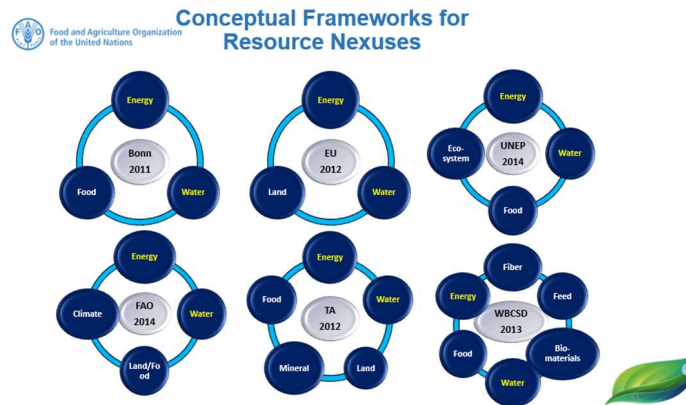 Conceptual Frameworks for
Resource Nexuses
FAO
Food and Agriculture Organization
of the United Nations
Energy
Bonn
2011
Food
Water
Energy
EU
2012
Land
Water
Energy
Eco-
system
UNEP
2014
Water
Food
Energy
Climate
FAO
2014
Water
Land/Fo
od
Energy
Food
Water
TA
2012
Mineral
Land
Fiber
Energy
Feed
WBCSD
2013
Food
Bio-
materials
Water